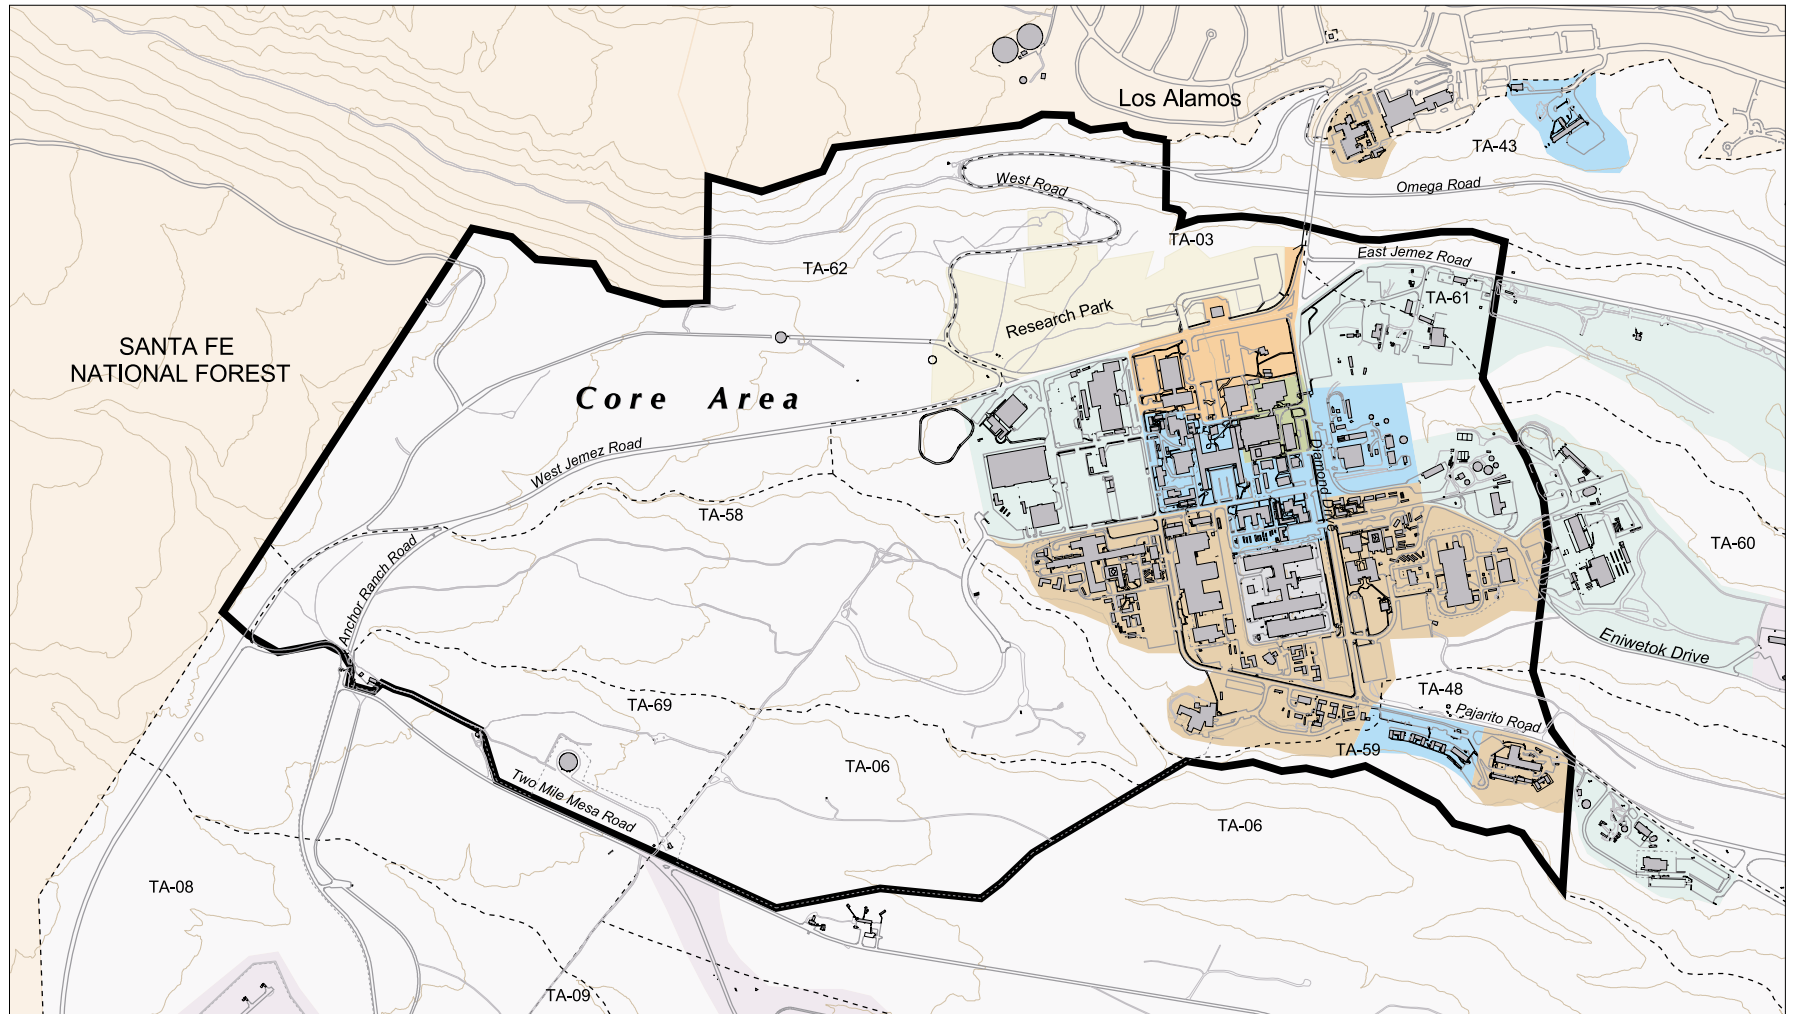 Los Alamos
TA-43
West Road
Omega Road
TA-03
East Jemez Road
TA-62
TA-61
Research Park
SANTA FE
NATIONAL FOREST
Core Area
West Jemez Road
Diamond Drive
TA-58
Anchor Ranch Road
TA-60
Eniwetok Drive
TA-48
TA-69
Pajarito Road
TA-59
TA-06
Two Mile Mesa Road
TA-06
TA-08
TA-09